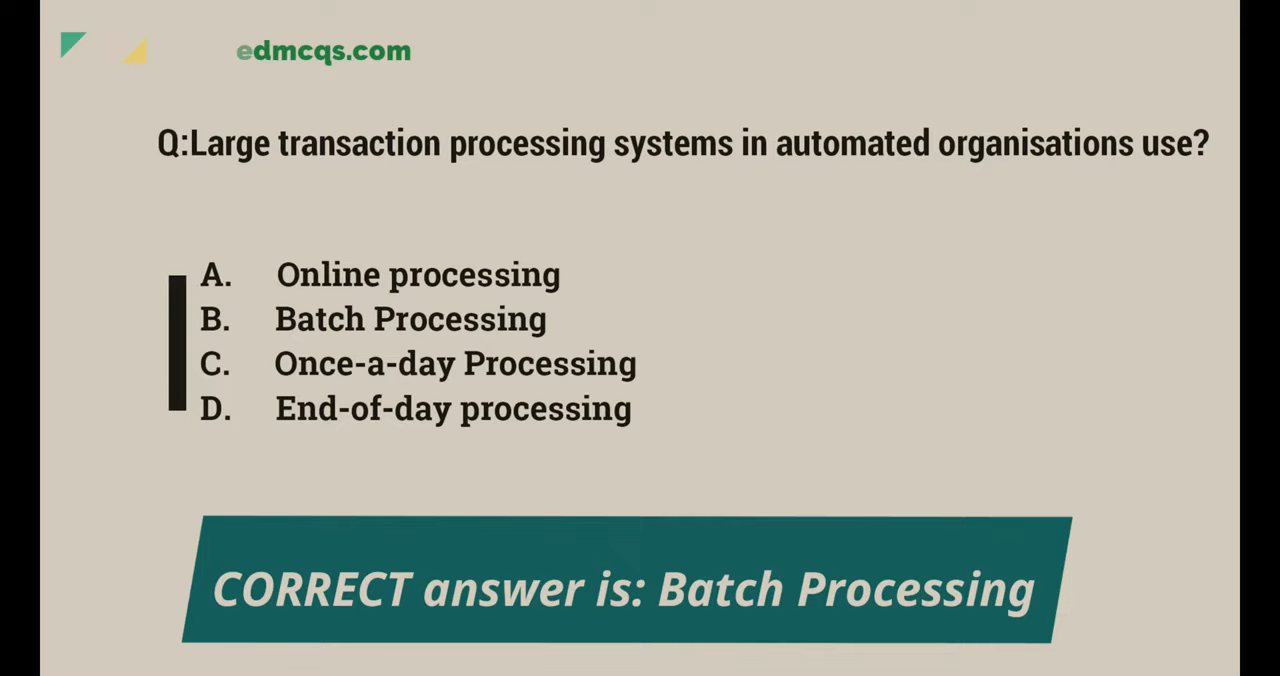 edmcqs.com
Q:Large transaction processing systems in automated organisations use?
A. Online processing
B. Batch Processing
C. Once-a-day Processing
D. End-of-day processing
CORRECT answer is: Batch Processing